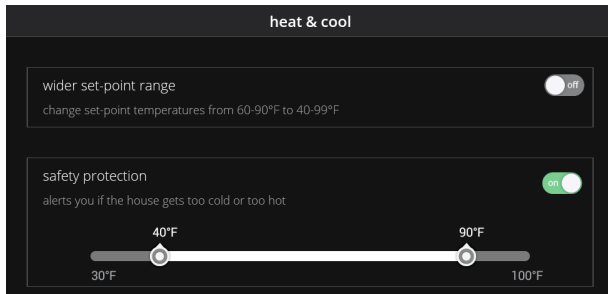 heat & cool
wider set-point range
off
change set-point temperatures from 60-90°F to 40-99°F
safety protection
on
alerts you if the house gets too cold or too hot
40°F 90°F
30°F 100°F